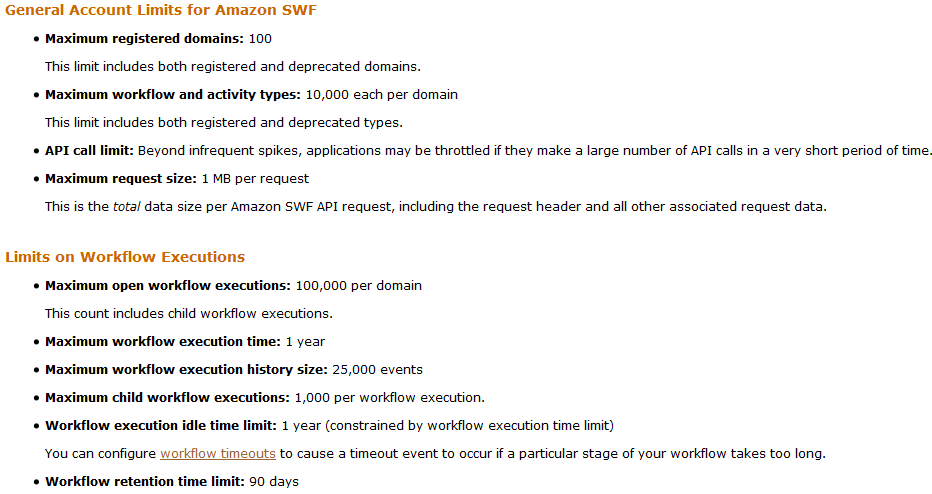 General Account Limits for Amazon SWF
• Maximum registered domains: 100
This limit includes both registered and deprecated domains.
• Maximum workflow and activity types: 10,000 each per domain
This limit includes both registered and deprecated types.
• API call limit: Beyond infrequent spikes, applications may be throttled if they make a large number of API calls in a very short period of time.
• Maximum request size: 1 MB per request
This is the total data size per Amazon SWF API request, including the request header and all other associated request data.
Limits on Workflow Executions
• Maximum open workflow executions: 100,000 per domain
This count includes child workflow executions.
• Maximum workflow execution time: 1 year
• Maximum workflow execution history size: 25,000 events
• Maximum child workflow executions: 1,000 per workflow execution.
• Workflow execution idle time limit: 1 year (constrained by workflow execution time limit)
You can configure workflow timeouts to cause a timeout event to occur if a particular stage of your workflow takes too long.
• Workflow retention time limit: 90 days